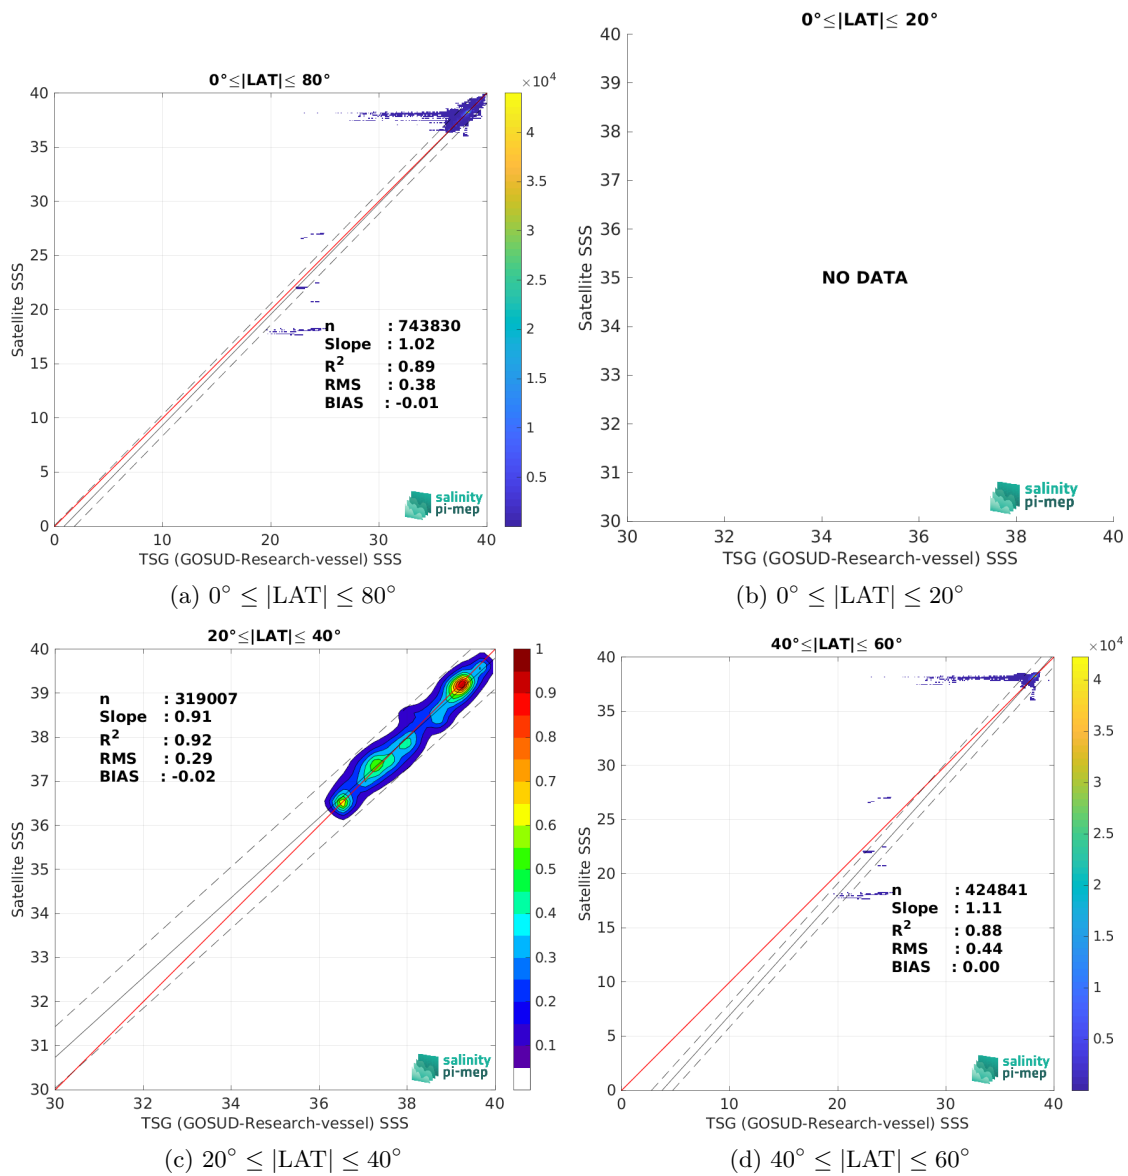 0°≤|LAT|≤ 80°
×10⁴
40
35
30
25
20
15
10
5
0
0
10
20
30
40
4
3.5
3
2.5
2
1.5
1
0.5
Satellite SSS
TSG (GOSUD-Research-vessel) SSS
n : 743830
Slope : 1.02
R² : 0.89
RMS : 0.38
BIAS : -0.01
salinity
pi-mep
(a) 0° ≤ |LAT| ≤ 80°
0°≤|LAT|≤ 20°
40
39
38
37
36
35
34
33
32
31
30
30
32
34
36
38
40
Satellite SSS
TSG (GOSUD-Research-vessel) SSS
NO DATA
salinity
pi-mep
(b) 0° ≤ |LAT| ≤ 20°
20°≤|LAT|≤ 40°
40
39
38
37
36
35
34
33
32
31
30
30
32
34
36
38
40
1
0.9
0.8
0.7
0.6
0.5
0.4
0.3
0.2
0.1
Satellite SSS
TSG (GOSUD-Research-vessel) SSS
n : 319007
Slope : 0.91
R² : 0.92
RMS : 0.29
BIAS : -0.02
salinity
pi-mep
(c) 20° ≤ |LAT| ≤ 40°
40°≤|LAT|≤ 60°
×10⁴
40
35
30
25
20
15
10
5
0
0
10
20
30
40
4
3.5
3
2.5
2
1.5
1
0.5
Satellite SSS
TSG (GOSUD-Research-vessel) SSS
n : 424841
Slope : 1.11
R² : 0.88
RMS : 0.44
BIAS : 0.00
salinity
pi-mep
(d) 40° ≤ |LAT| ≤ 60°